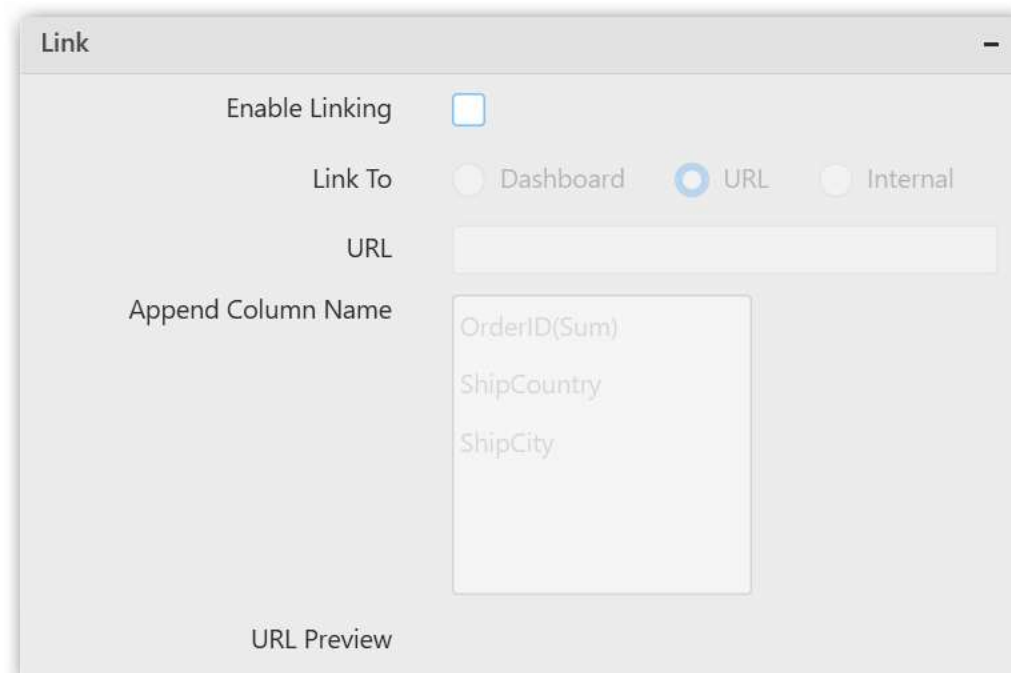 Link
Enable Linking
Link To Dashboard URL Internal
URL
Append Column Name
OrderID(Sum)
ShipCountry
ShipCity
URL Preview